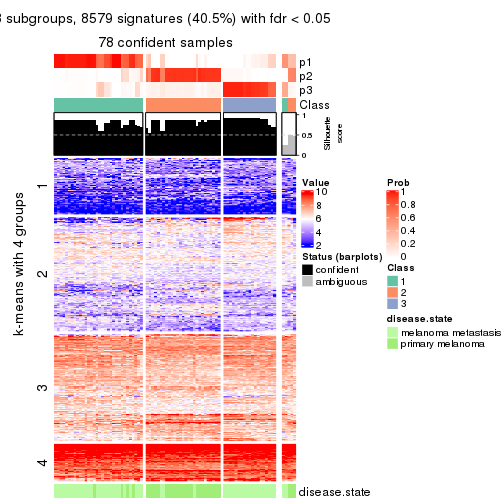 3 subgroups, 8579 signatures (40.5%) with fdr < 0.05
78 confident samples
p1
p2
p3
Class
1
0.5
0
Silhouette
score
k-means with 4 groups
1
2
3
4
Value
10
8
6
4
2
Status (barplots)
confident
ambiguous
Prob
1
0.8
0.6
0.4
0.2
0
Class
1
2
3
disease.state
melanoma metastasis
primary melanoma
disease.state